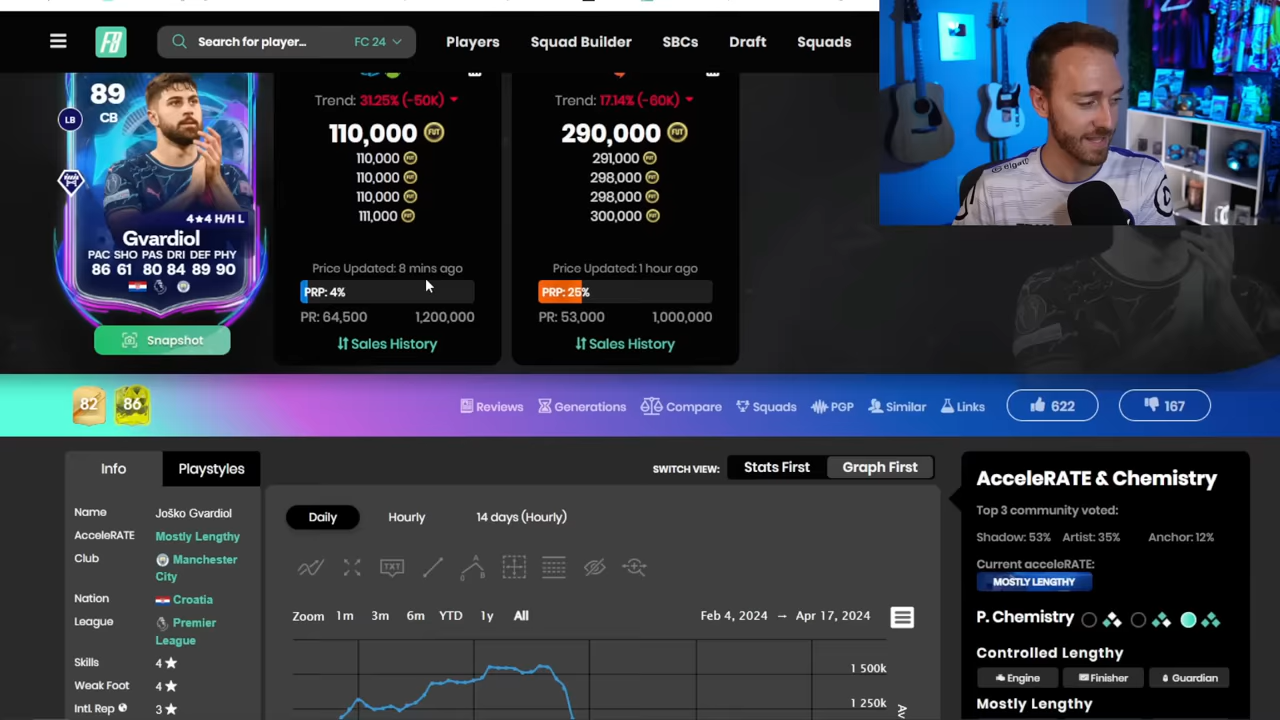 FB
Search for player...
FC 24
Players
Squad Builder
SBCs
Draft
Squads
89
CB
LB
4★4 H/H L
Gvardiol
PAC SHO PAS DRI DEF PHY
86 61 80 84 89 90
Snapshot
Trend: 31.25% (-50K)
110,000 FUT
110,000
110,000
110,000
111,000
Price Updated: 8 mins ago
PRP: 4%
PR: 64,500 1,200,000
Sales History
Trend: 17.14% (-60K)
290,000 FUT
291,000
298,000
298,000
300,000
Price Updated: 1 hour ago
PRP: 25%
PR: 53,000 1,000,000
Sales History
elgato
82
86
Reviews
Generations
Compare
Squads
PGP
Similar
Links
622
167
Info
Playstyles
Name Joško Gvardiol
AcceleRATE Mostly Lengthy
Club Manchester
City
Nation Croatia
League Premier
League
Skills 4★
Weak Foot 4★
Intl. Rep 3★
SWITCH VIEW:
Stats First
Graph First
Daily
Hourly
14 days (Hourly)
TXT
Zoom 1m 3m 6m YTD 1y All
Feb 4, 2024 → Apr 17, 2024
1 500k
1 250k
AcceleRATE & Chemistry
Top 3 community voted:
Shadow: 53% Artist: 35% Anchor: 12%
Current acceleRATE:
MOSTLY LENGTHY
P. Chemistry
Controlled Lengthy
Engine
Finisher
Guardian
Mostly Lengthy